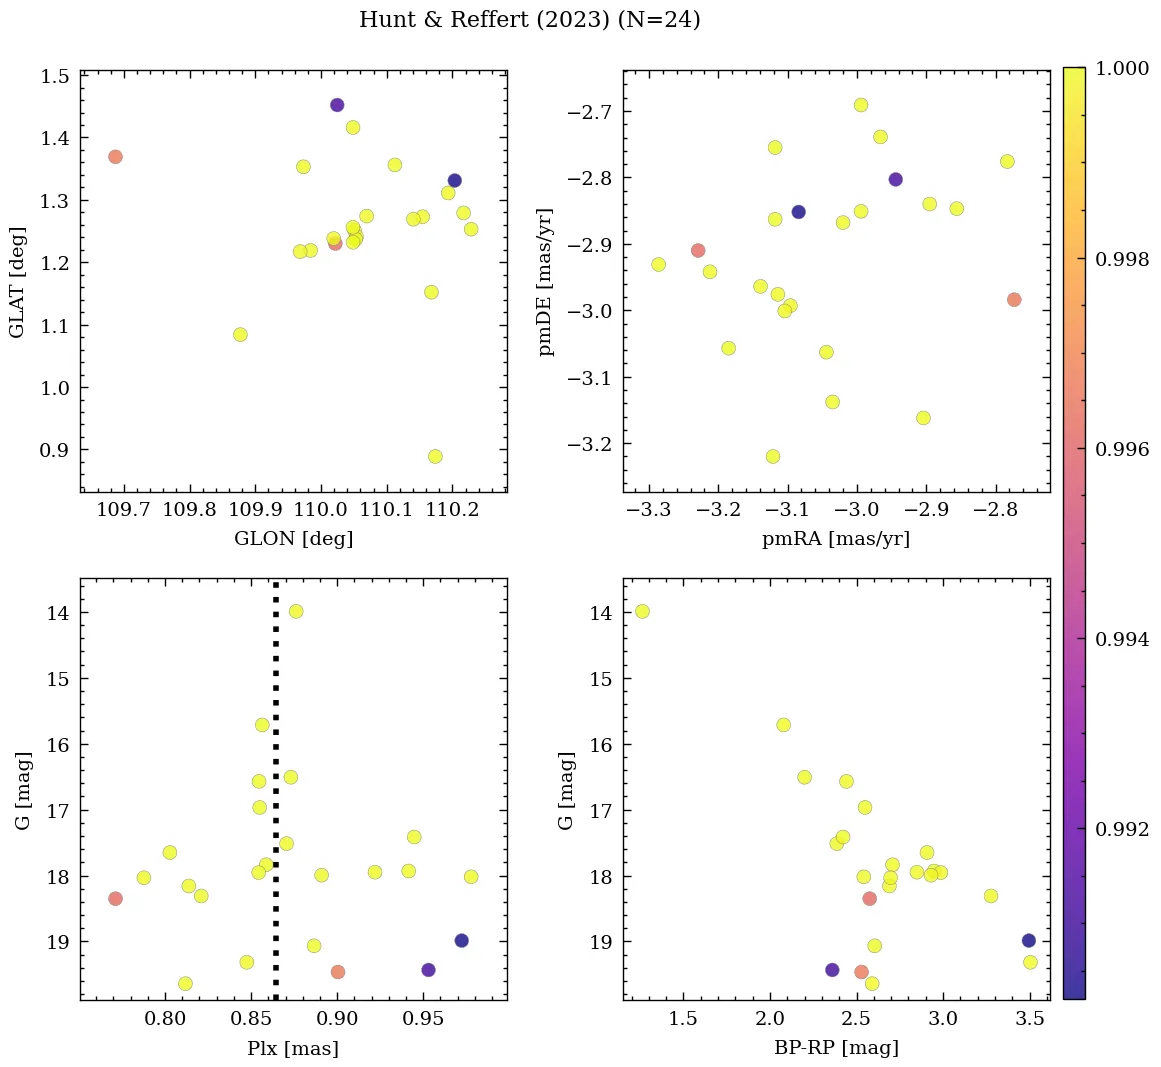 Hunt & Reffert (2023) (N=24)
1.5
1.4
1.3
1.2
1.1
1.0
0.9
GLAT [deg]
109.7 109.8 109.9 110.0 110.1 110.2
GLON [deg]
−2.7
−2.8
−2.9
−3.0
−3.1
−3.2
pmDE [mas/yr]
−3.3 −3.2 −3.1 −3.0 −2.9 −2.8
pmRA [mas/yr]
14
15
16
17
18
19
G [mag]
0.80 0.85 0.90 0.95
Plx [mas]
14
15
16
17
18
19
G [mag]
1.5 2.0 2.5 3.0 3.5
BP-RP [mag]
1.000
0.998
0.996
0.994
0.992